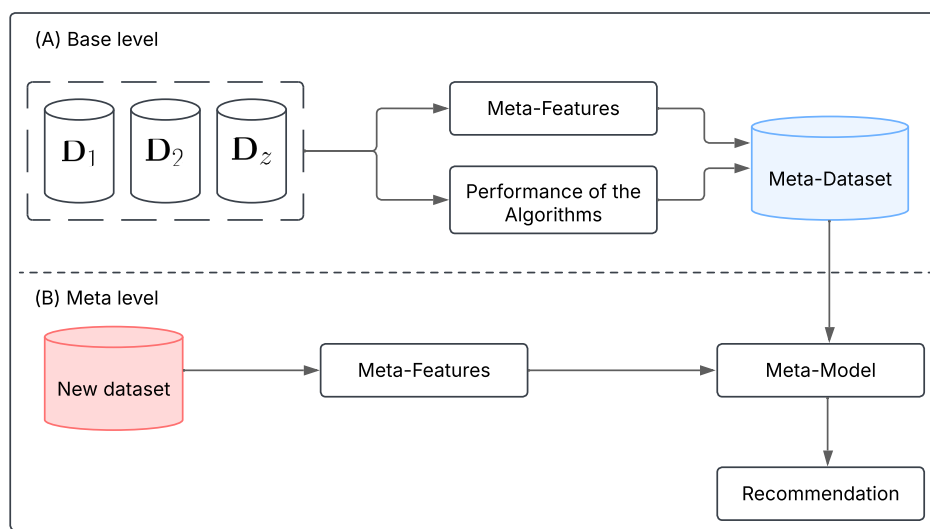 (A) Base level
D₁
D₂
D_z
Meta-Features
Performance of the
Algorithms
Meta-Dataset
(B) Meta level
New dataset
Meta-Features
Meta-Model
Recommendation